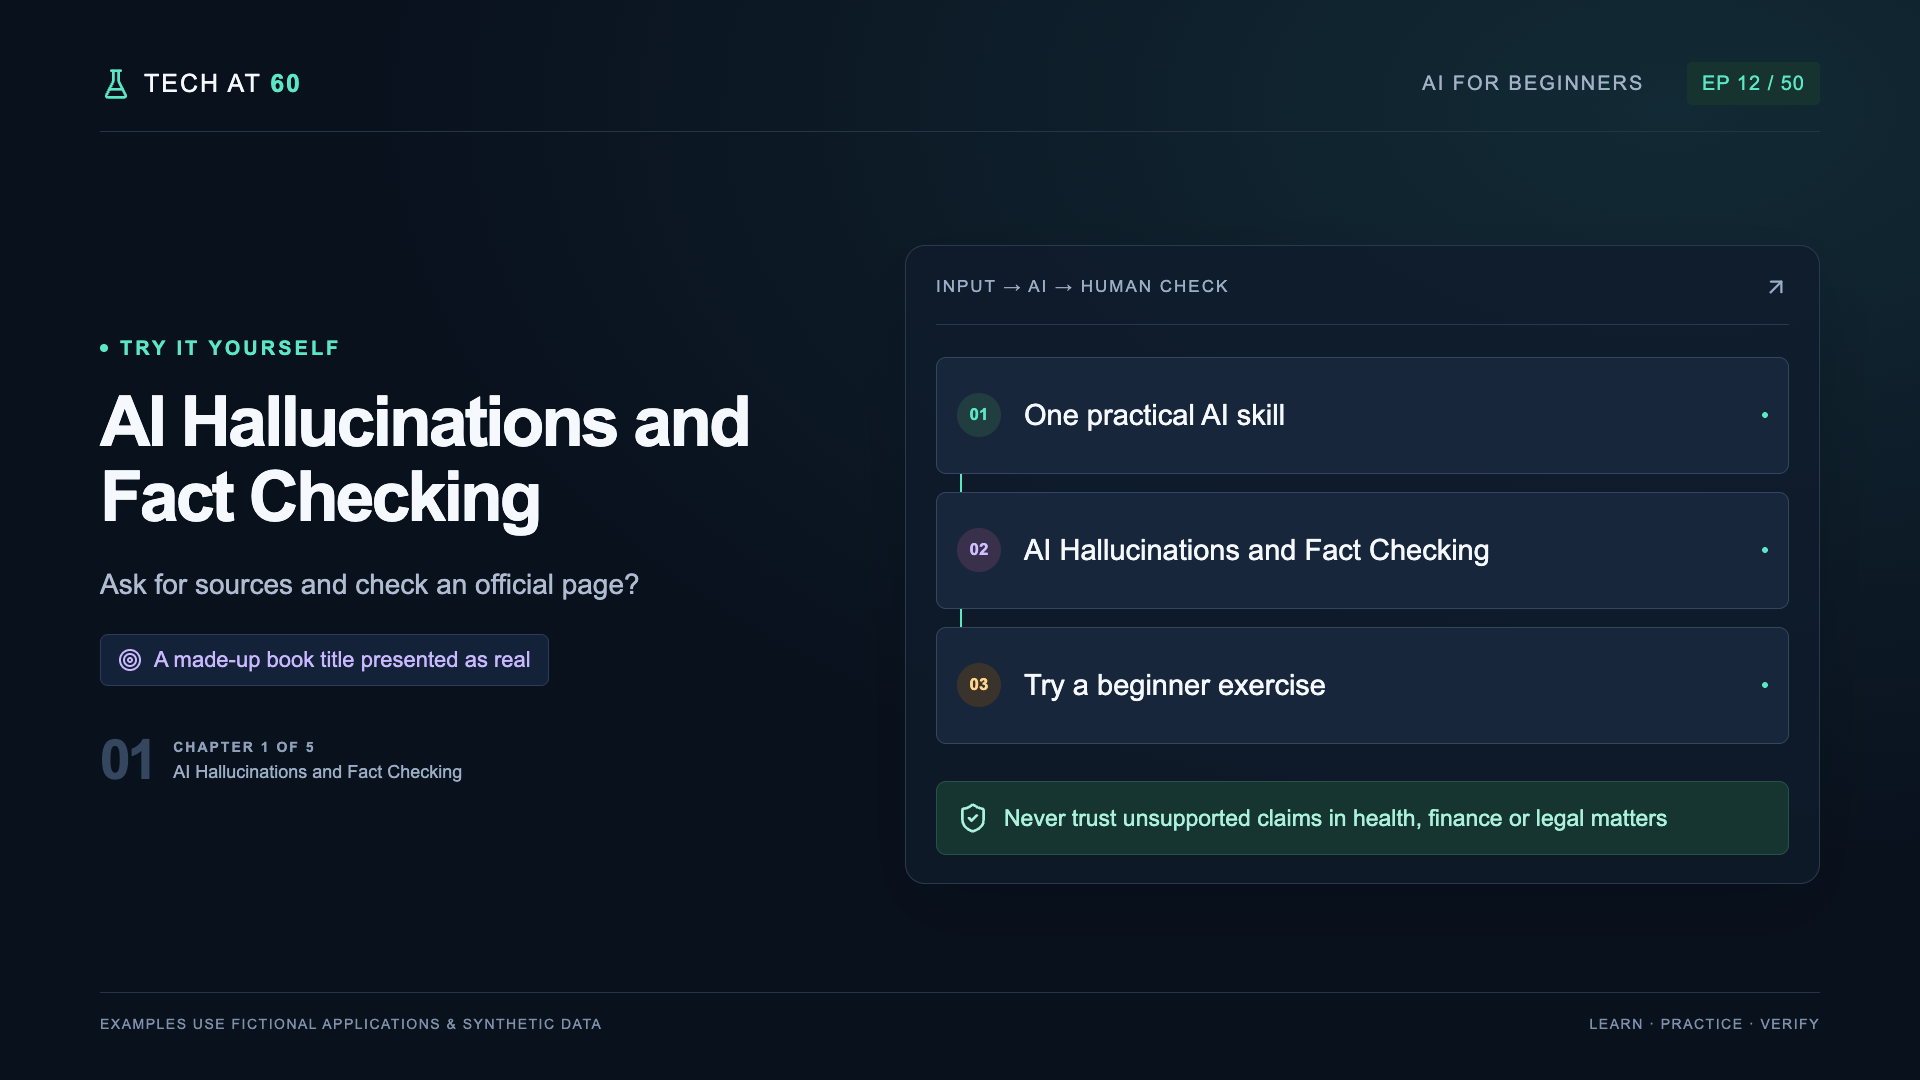 TECH AT 60
AI FOR BEGINNERS
EP 12 / 50
• TRY IT YOURSELF
AI Hallucinations and
Fact Checking
Ask for sources and check an official page?
A made-up book title presented as real
01
CHAPTER 1 OF 5
AI Hallucinations and Fact Checking
INPUT → AI → HUMAN CHECK
01
One practical AI skill
02
AI Hallucinations and Fact Checking
03
Try a beginner exercise
Never trust unsupported claims in health, finance or legal matters
EXAMPLES USE FICTIONAL APPLICATIONS & SYNTHETIC DATA
LEARN · PRACTICE · VERIFY